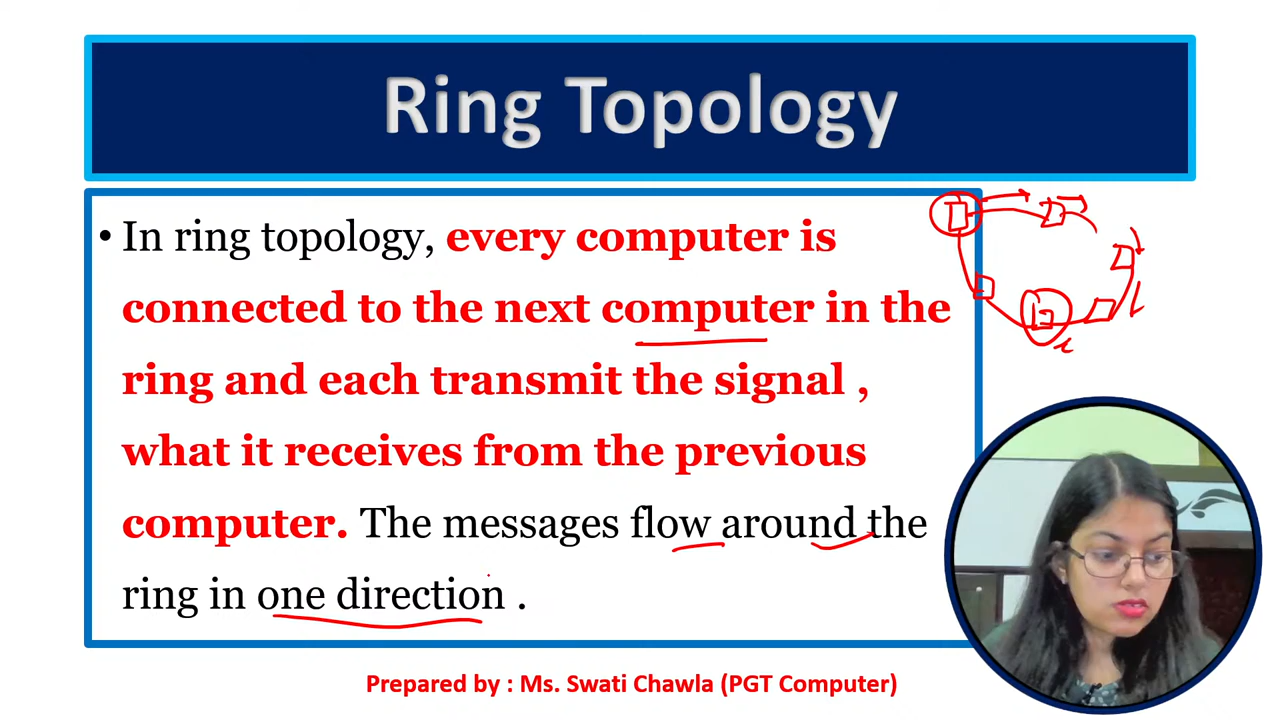 Ring Topology
• In ring topology, every computer is
connected to the next computer in the
ring and each transmit the signal ,
what it receives from the previous
computer. The messages flow around the
ring in one direction .
Prepared by : Ms. Swati Chawla (PGT Computer)